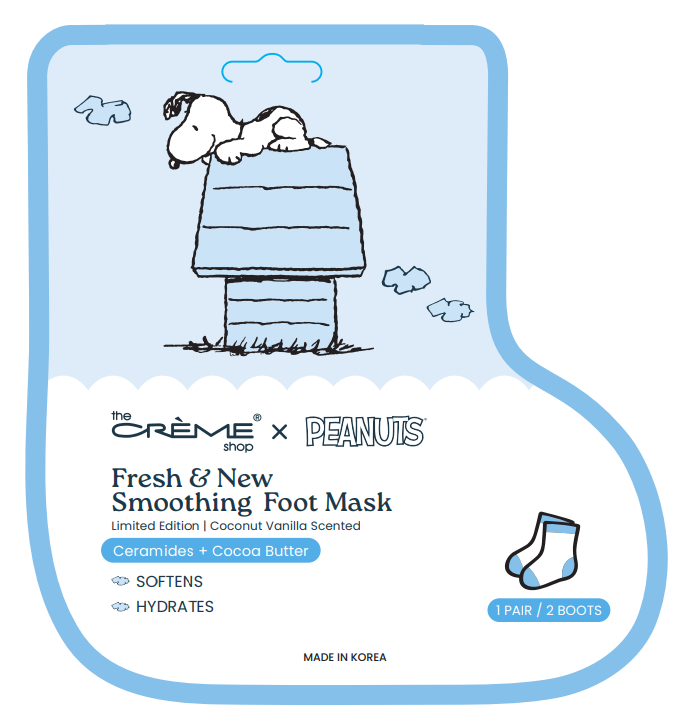 the
CRÈME®
shop
× PEANUTS™
Fresh & New
Smoothing Foot Mask
Limited Edition | Coconut Vanilla Scented
Ceramides + Cocoa Butter
SOFTENS
HYDRATES
1 PAIR / 2 BOOTS
MADE IN KOREA